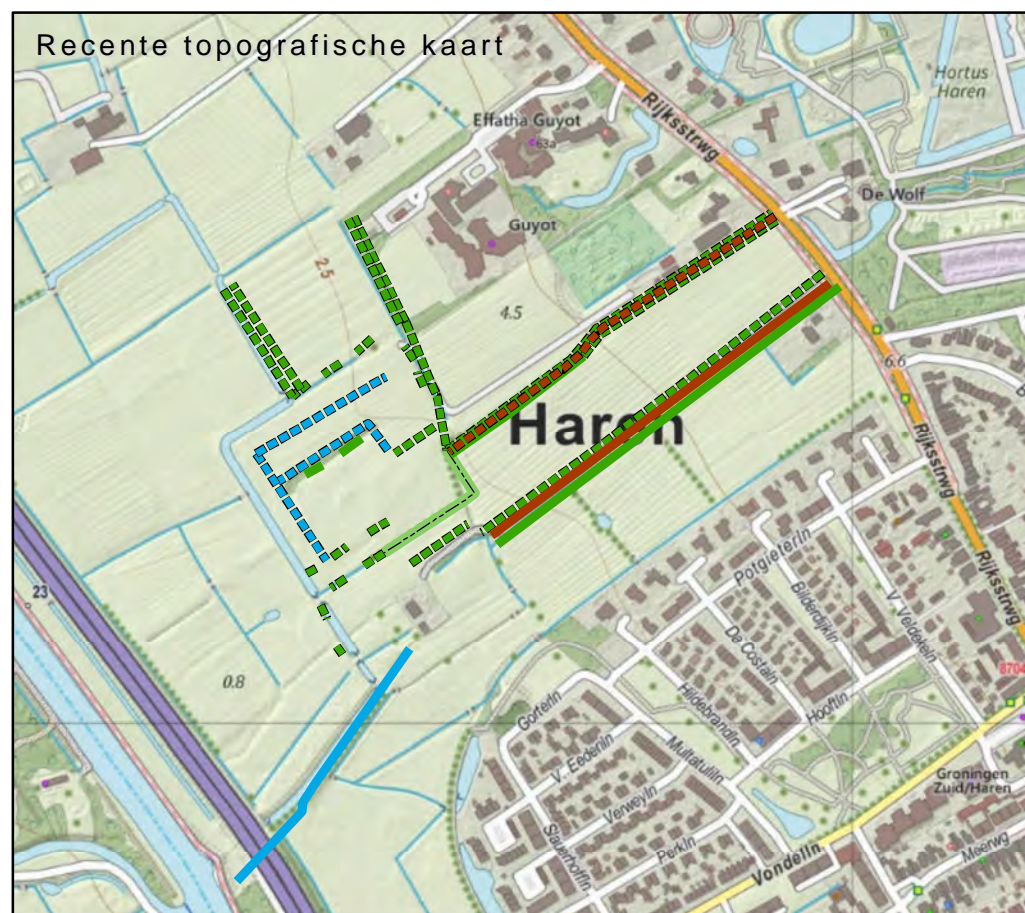 Recente topografische kaart
Hortus
Haren
Rijksstrwg
Effatha Guyot
63a
De Wolf
Guyot
2.5
4.5
6.6
Haren
Rijksstrwg
Rijksstrwg
Potgieterln
Bilderdijkln
V. Veldekeln
23
Da Costaln
8704
0.8
Hooftln
Hildebrandln
Gorterln
Multatuliln
V. Eedenln
Groningen
Zuid/Haren
Verweyln
Slauerhoffln
Perkln
Meerwg
Vondelln